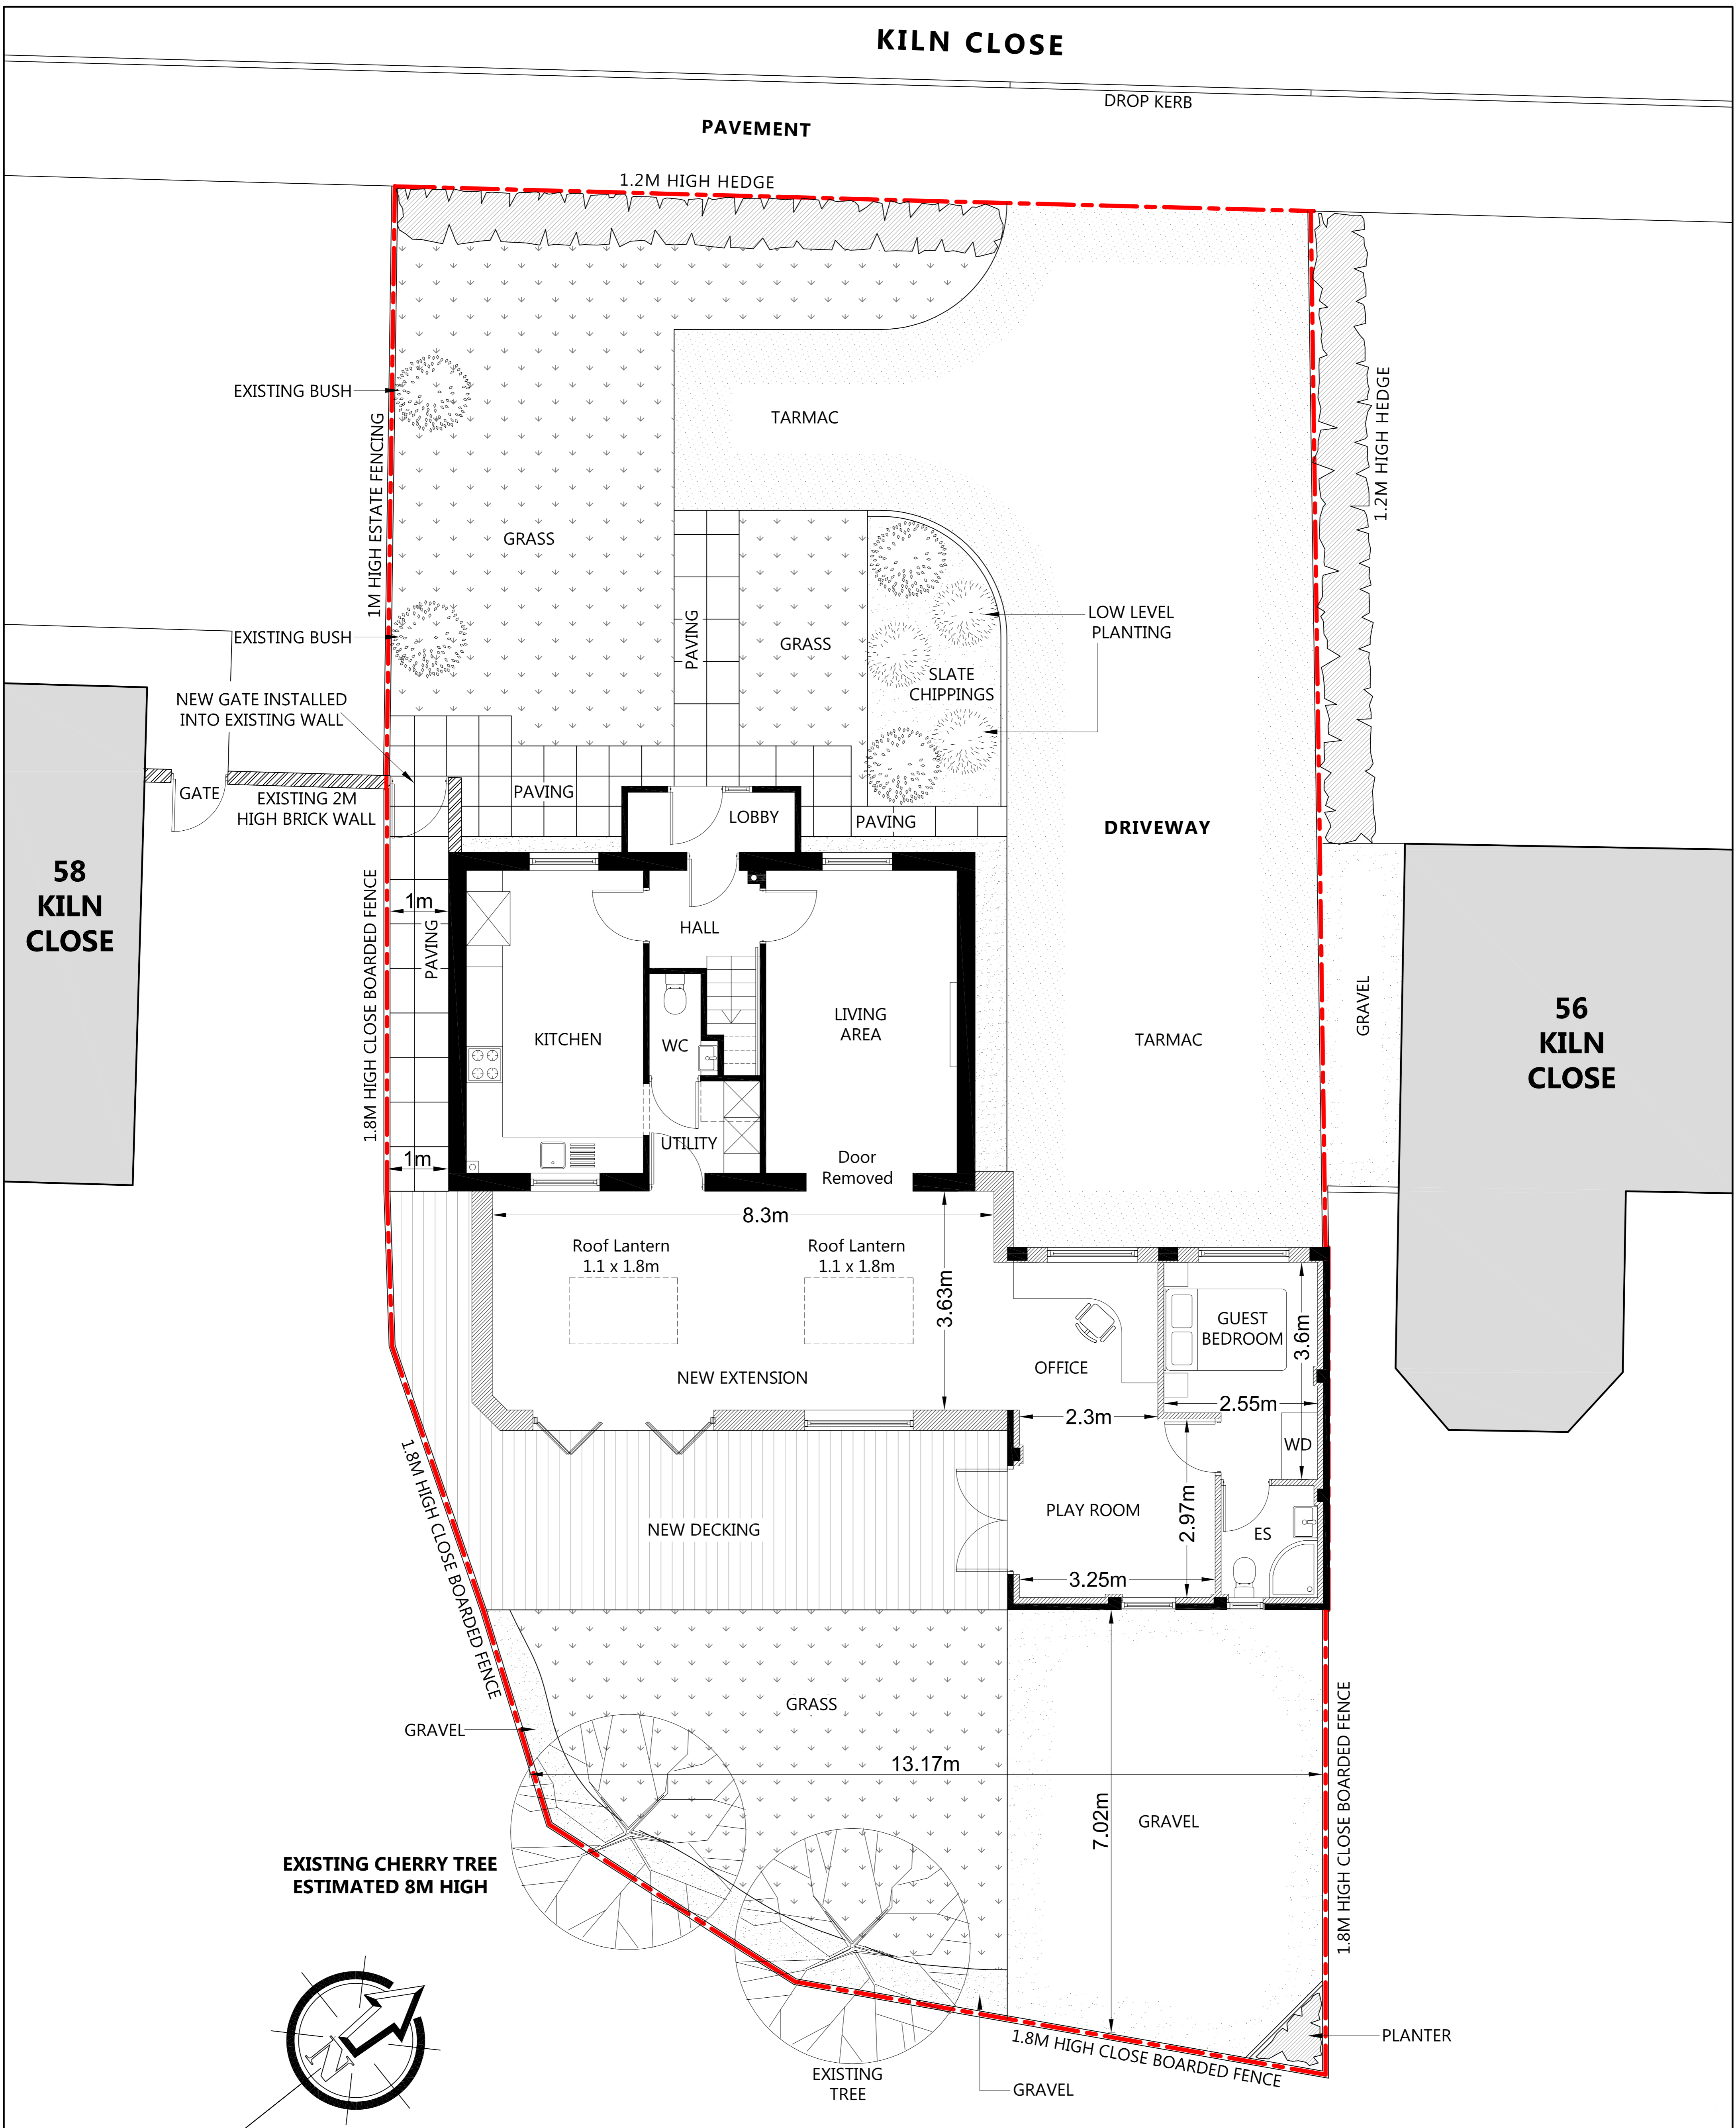 KILN CLOSE
DROP KERB
PAVEMENT
1.2M HIGH HEDGE
EXISTING BUSH
TARMAC
1M HIGH ESTATE FENCING
1.2M HIGH HEDGE
GRASS
EXISTING BUSH
PAVING
GRASS
LOW LEVEL
PLANTING
SLATE
CHIPPINGS
NEW GATE INSTALLED
INTO EXISTING WALL
GATE
EXISTING 2M
HIGH BRICK WALL
PAVING
LOBBY
PAVING
DRIVEWAY
58
KILN
CLOSE
1.8M HIGH CLOSE BOARDED FENCE
1m
PAVING
HALL
KITCHEN
WC
LIVING
AREA
TARMAC
GRAVEL
56
KILN
CLOSE
UTILITY
1m
Door
Removed
8.3m
Roof Lantern
1.1 x 1.8m
Roof Lantern
1.1 x 1.8m
3.63m
GUEST
BEDROOM
3.6m
OFFICE
NEW EXTENSION
2.3m
2.55m
WD
1.8M HIGH CLOSE BOARDED FENCE
NEW DECKING
PLAY ROOM
2.97m
ES
3.25m
GRASS
GRAVEL
13.17m
7.02m
GRAVEL
1.8M HIGH CLOSE BOARDED FENCE
EXISTING CHERRY TREE
ESTIMATED 8M HIGH
N
EXISTING
TREE
GRAVEL
1.8M HIGH CLOSE BOARDED FENCE
PLANTER